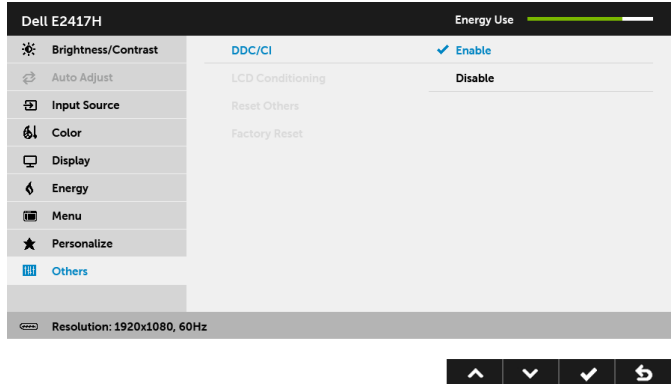 Dell E2417H
Energy Use
Brightness/Contrast
DDC/CI
Enable
Auto Adjust
LCD Conditioning
Disable
Input Source
Reset Others
Color
Factory Reset
Display
Energy
Menu
Personalize
Others
Resolution: 1920x1080, 60Hz